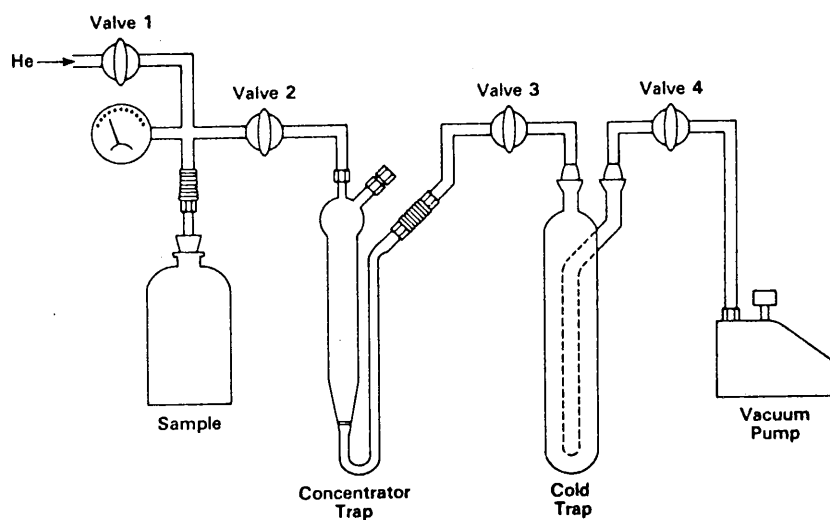 Valve 1
He
Valve 2
Valve 3
Valve 4
Sample
Concentrator
Trap
Cold
Trap
Vacuum
Pump